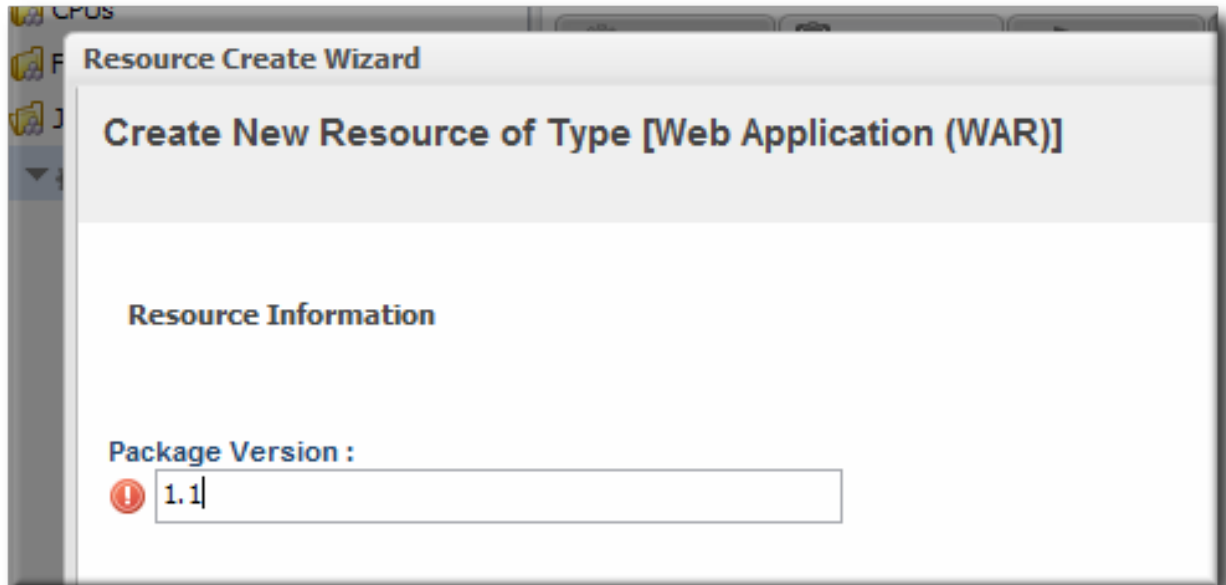 CPUs
F
J
Resource Create Wizard
Create New Resource of Type [Web Application (WAR)]
Resource Information
Package Version :
1.1